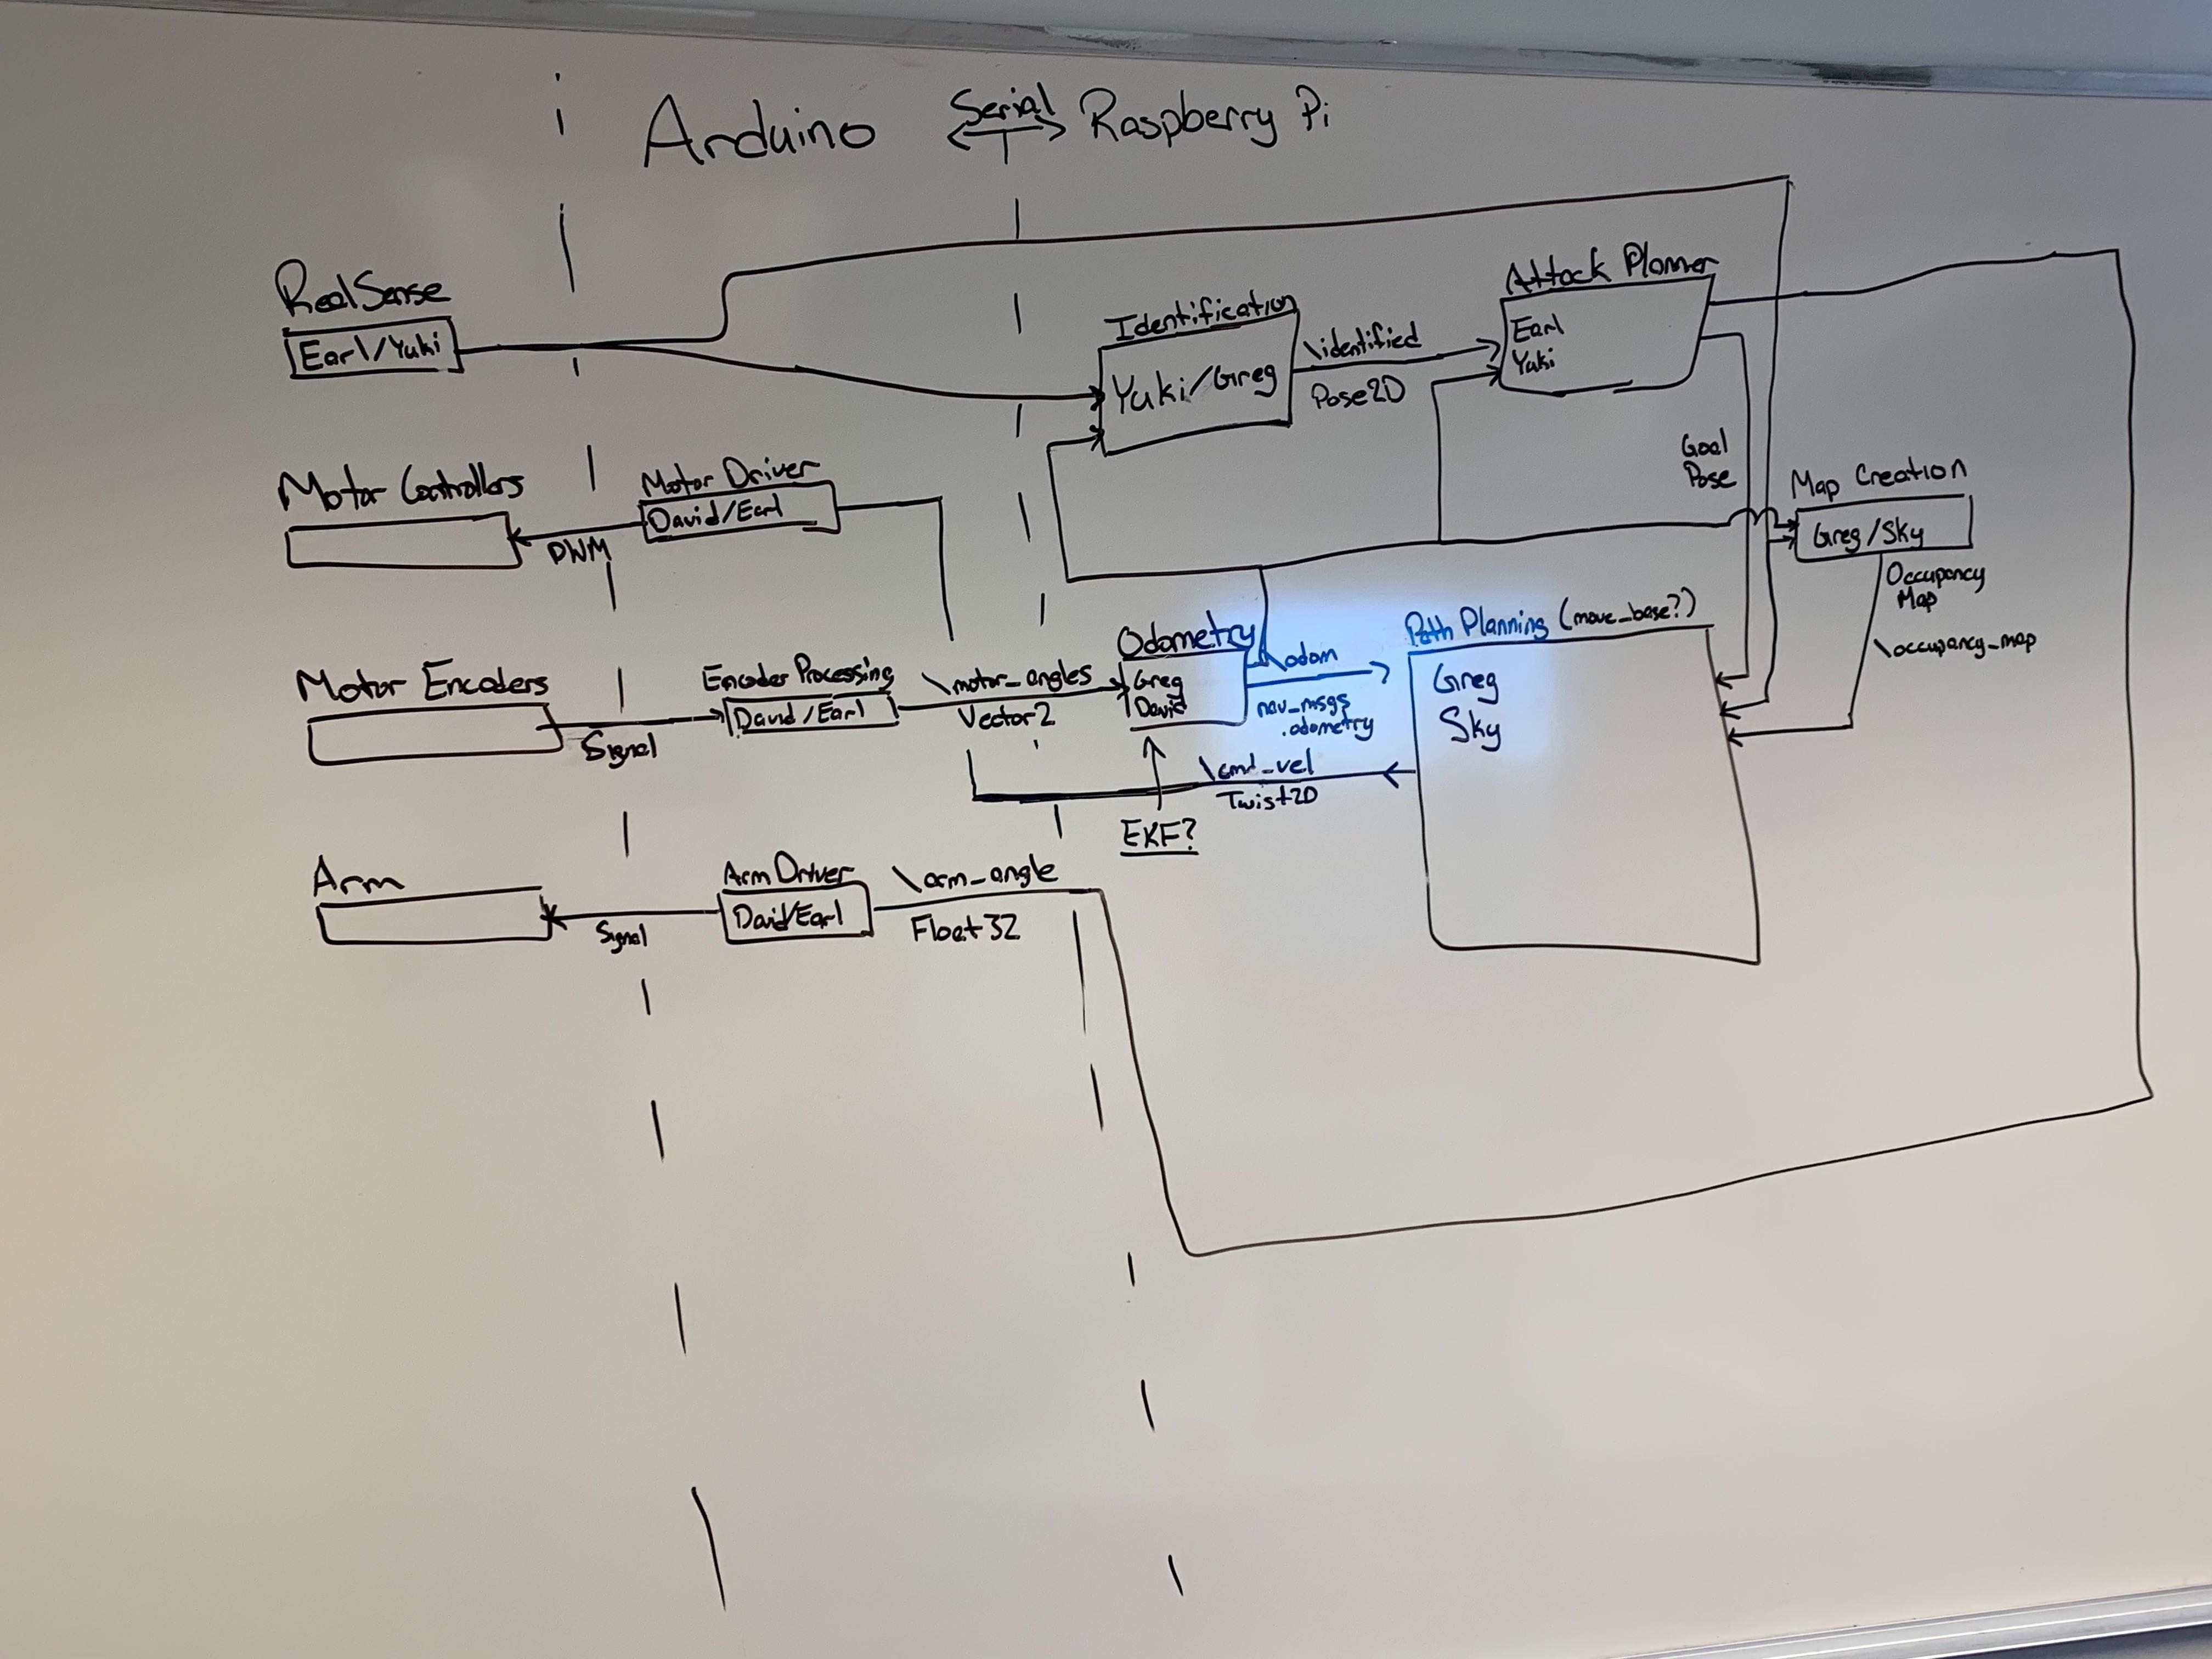 Arduino
Serial
Raspberry Pi
RealSense
Earl/Yuki
Identification
Yuki/Greg
\identified
Pose2D
Attack Planner
Earl
Yuki
Goal
Pose
Map Creation
Greg/Sky
Occupancy
Map
\occupancy_map
Motor Controllers
PWM
Motor Driver
David/Earl
Motor Encoders
Signal
Encoder Processing
David/Earl
\motor_angles
Vector2
Odometry
Greg
David
\odom
nav_msgs
.odometry
Path Planning (move_base?)
Greg
Sky
\cmd_vel
Twist2D
EKF?
Arm
Signal
Arm Driver
David/Earl
\arm_angle
Float32